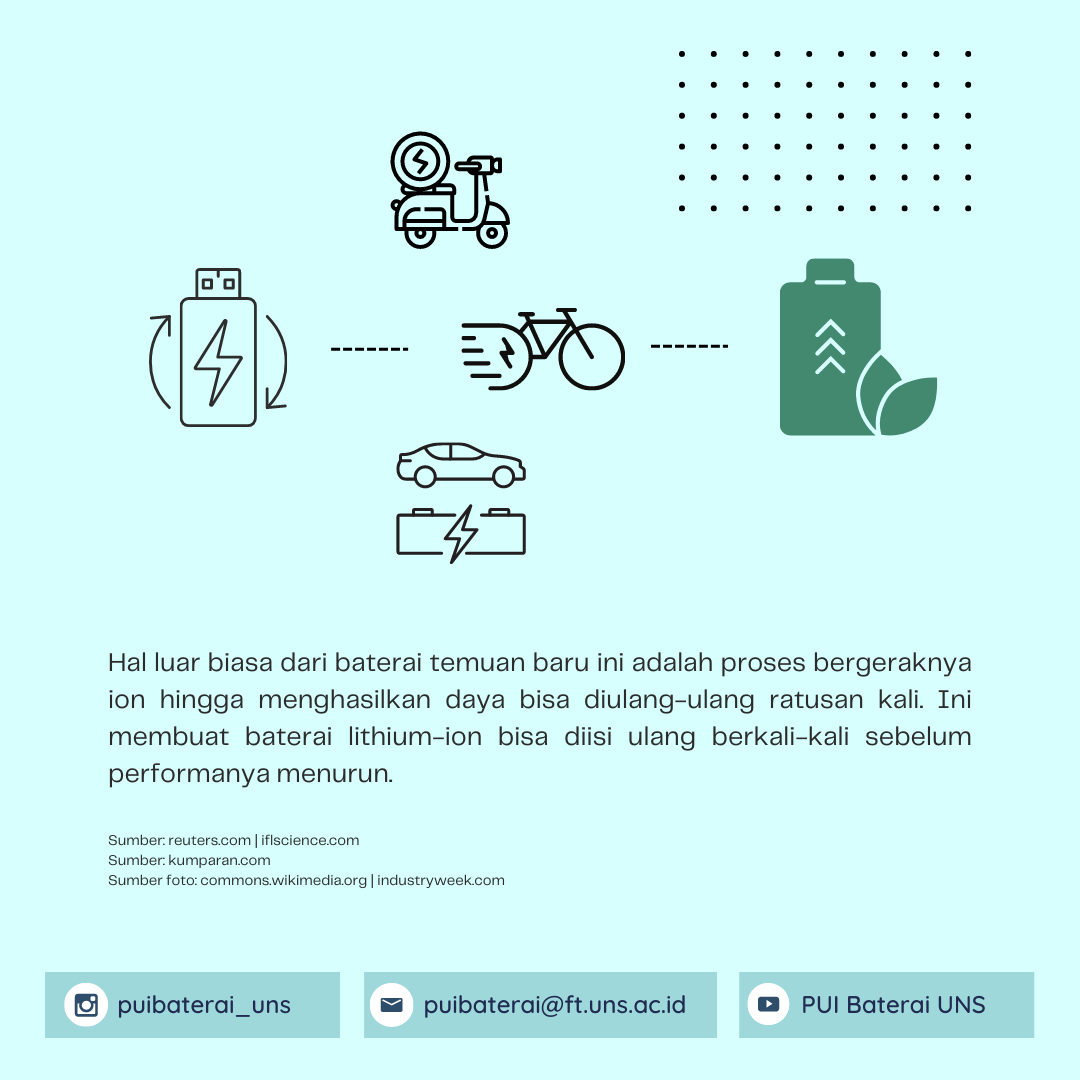 Hal luar biasa dari baterai temuan baru ini adalah proses bergeraknya
ion hingga menghasilkan daya bisa diulang-ulang ratusan kali. Ini
membuat baterai lithium-ion bisa diisi ulang berkali-kali sebelum
performanya menurun.
Sumber: reuters.com | iflscience.com
Sumber: kumparan.com
Sumber foto: commons.wikimedia.org | industryweek.com
puibaterai_uns
puibaterai@ft.uns.ac.id
PUI Baterai UNS